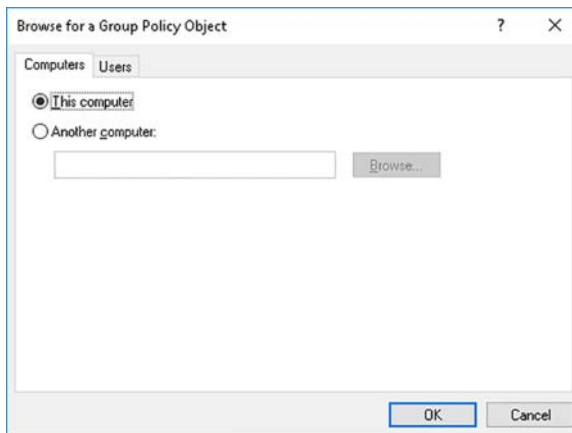 Browse for a Group Policy Object
Computers Users
This computer
Another computer:
Browse...
OK Cancel